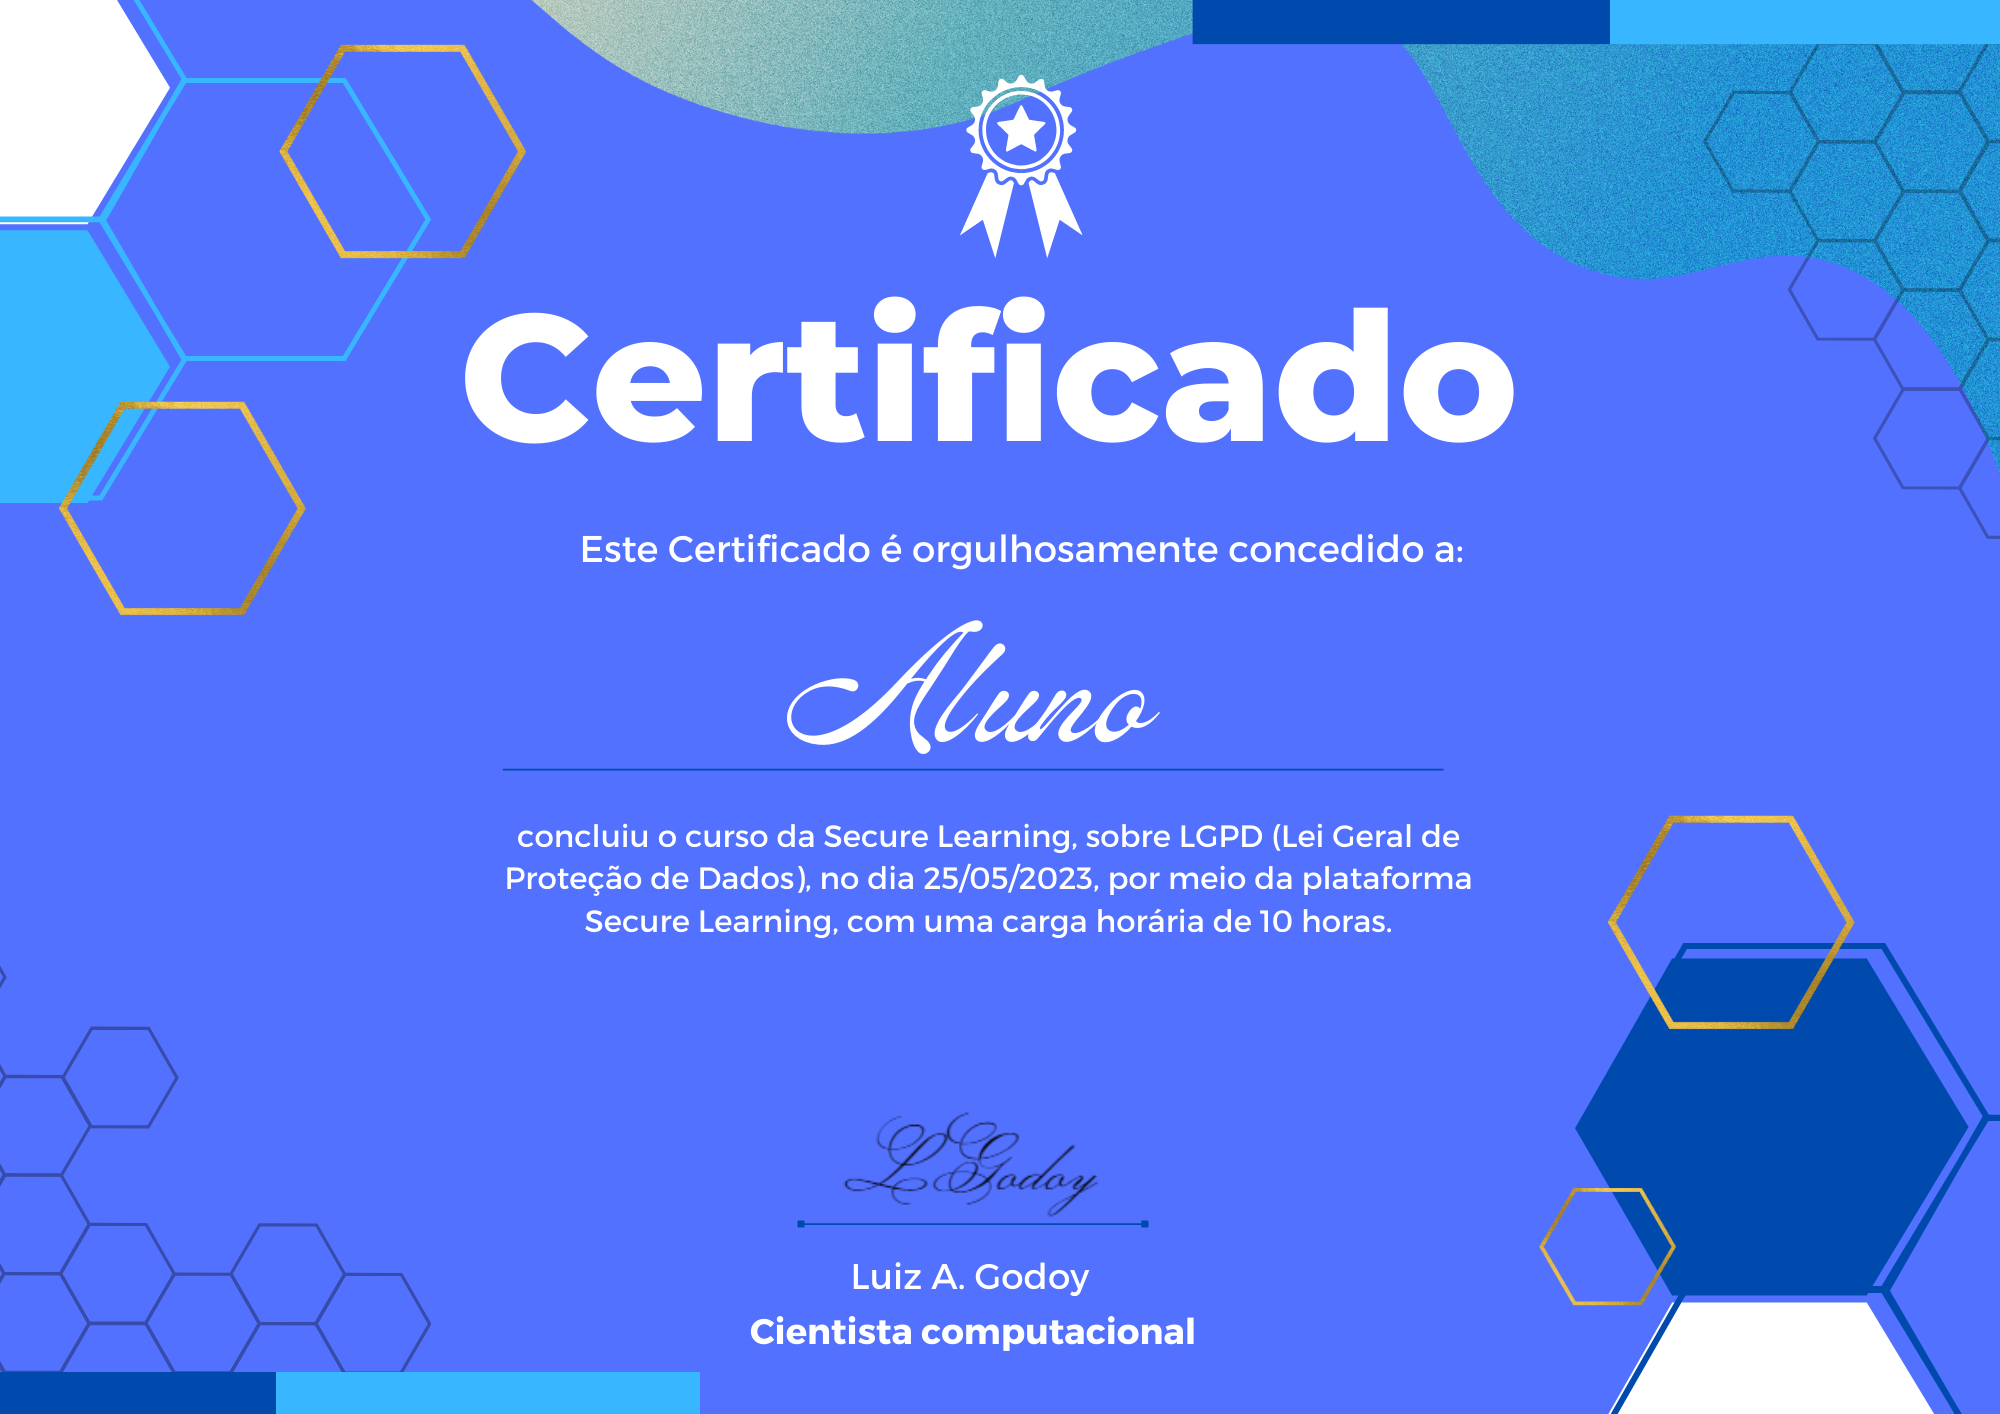 Certificado
Este Certificado é orgulhosamente concedido a:
Aluno
concluiu o curso da Secure Learning, sobre LGPD (Lei Geral de
Proteção de Dados), no dia 25/05/2023, por meio da plataforma
Secure Learning, com uma carga horária de 10 horas.
L Godoy
Luiz A. Godoy
Cientista computacional